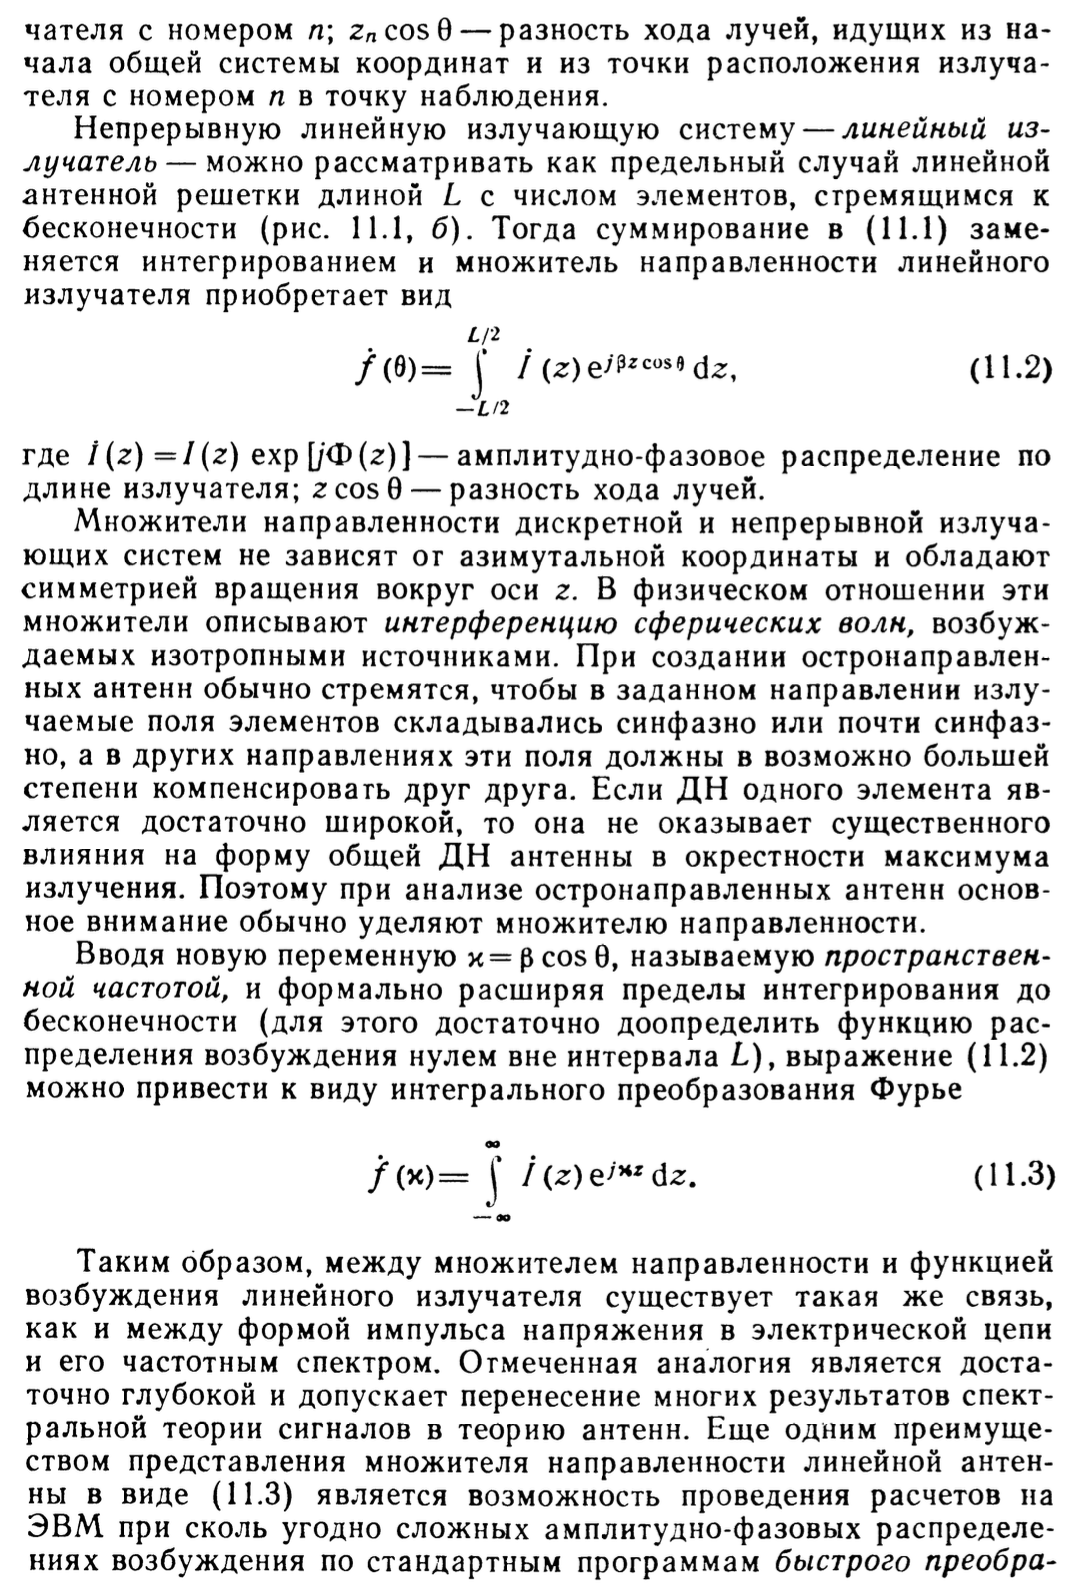 чателя с номером n; zₙ cos θ — разность хода лучей, идущих из на-
чала общей системы координат и из точки расположения излуча-
теля с номером n в точку наблюдения.
Непрерывную линейную излучающую систему — линейный из-
лучатель — можно рассматривать как предельный случай линейной
антенной решетки длиной L с числом элементов, стремящимся к
бесконечности (рис. 11.1, б). Тогда суммирование в (11.1) заме-
няется интегрированием и множитель направленности линейного
излучателя приобретает вид
L/2
ḟ (θ) = ∫ İ (z) e^{jβz cos θ} dz, (11.2)
—L/2
где İ (z) = I (z) exp [jΦ (z)] — амплитудно-фазовое распределение по
длине излучателя; z cos θ — разность хода лучей.
Множители направленности дискретной и непрерывной излуча-
ющих систем не зависят от азимутальной координаты и обладают
симметрией вращения вокруг оси z. В физическом отношении эти
множители описывают интерференцию сферических волн, возбуж-
даемых изотропными источниками. При создании остронаправлен-
ных антенн обычно стремятся, чтобы в заданном направлении излу-
чаемые поля элементов складывались синфазно или почти синфаз-
но, а в других направлениях эти поля должны в возможно большей
степени компенсировать друг друга. Если ДН одного элемента яв-
ляется достаточно широкой, то она не оказывает существенного
влияния на форму общей ДН антенны в окрестности максимума
излучения. Поэтому при анализе остронаправленных антенн основ-
ное внимание обычно уделяют множителю направленности.
Вводя новую переменную ϰ = β cos θ, называемую пространствен-
ной частотой, и формально расширяя пределы интегрирования до
бесконечности (для этого достаточно доопределить функцию рас-
пределения возбуждения нулем вне интервала L), выражение (11.2)
можно привести к виду интегрального преобразования Фурье
∞
ḟ (ϰ) = ∫ İ (z) e^{jϰz} dz. (11.3)
—∞
Таким образом, между множителем направленности и функцией
возбуждения линейного излучателя существует такая же связь,
как и между формой импульса напряжения в электрической цепи
и его частотным спектром. Отмеченная аналогия является доста-
точно глубокой и допускает перенесение многих результатов спект-
ральной теории сигналов в теорию антенн. Еще одним преимуще-
ством представления множителя направленности линейной антен-
ны в виде (11.3) является возможность проведения расчетов на
ЭВМ при сколь угодно сложных амплитудно-фазовых распределе-
ниях возбуждения по стандартным программам быстрого преобра-